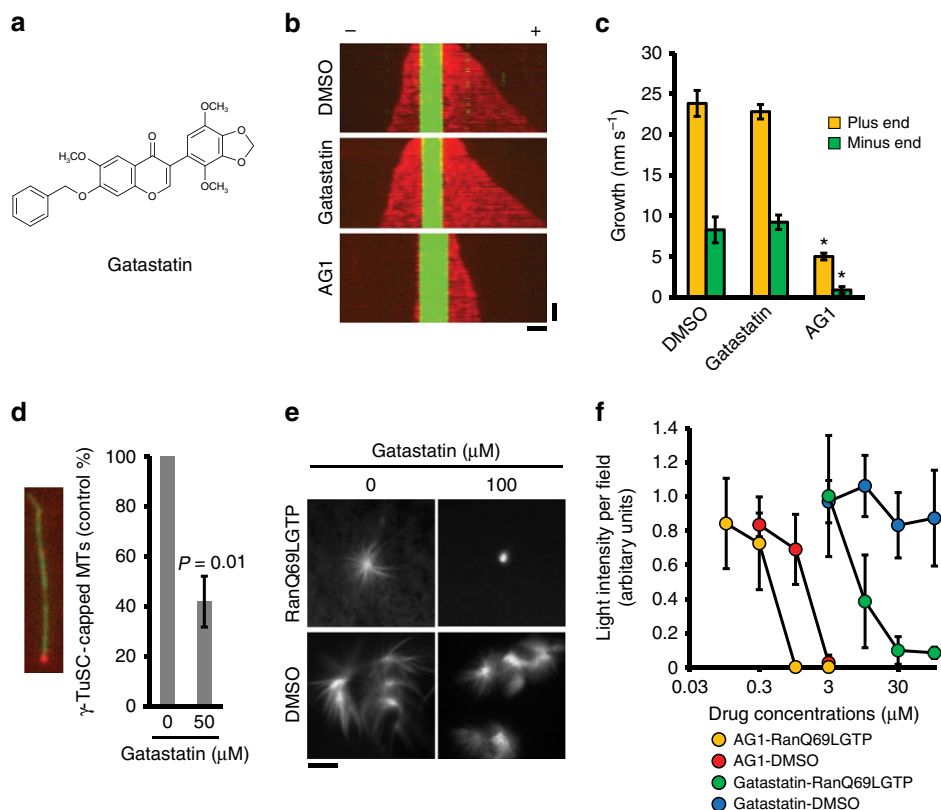 a
OCH₃
O
H₃CO
O
O
OCH₃
O
O
Gatastatin
b
– +
DMSO
Gatastatin
AG1
c
30
25
20
15
10
5
0
Growth (nm s⁻¹)
Plus end
Minus end
*
*
DMSO
Gatastatin
AG1
d
γ-TuSC-capped MTs (control %)
100
80
60
40
20
0
P = 0.01
0 50
Gatastatin (μM)
e
Gatastatin (μM)
0 100
RanQ69LGTP
DMSO
f
Light intensity per field
(arbitary units)
1.4
1.2
1.0
0.8
0.6
0.4
0.2
0
0.03 0.3 3 30
Drug concentrations (μM)
AG1-RanQ69LGTP
AG1-DMSO
Gatastatin-RanQ69LGTP
Gatastatin-DMSO